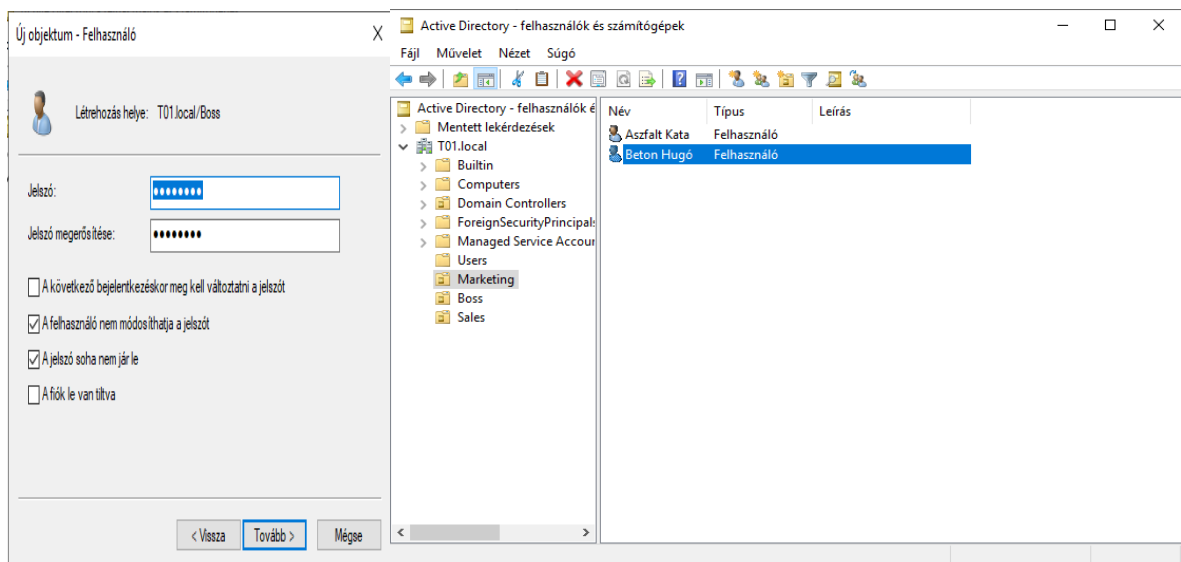 Új objektum - Felhasználó
Létrehozás helye: T01.local/Boss
Jelszó:
Jelszó megerősítése:
A következő bejelentkezéskor meg kell változtatni a jelszót
A felhasználó nem módosíthatja a jelszót
A jelszó soha nem jár le
A fiók le van tiltva
< Vissza
Tovább >
Mégse
Active Directory - felhasználók és számítógépek
Fájl Művelet Nézet Súgó
Active Directory - felhasználók é
Mentett lekérdezések
T01.local
Builtin
Computers
Domain Controllers
ForeignSecurityPrincipals
Managed Service Accour
Users
Marketing
Boss
Sales
Név Típus Leírás
Aszfalt Kata Felhasználó
Beton Hugó Felhasználó